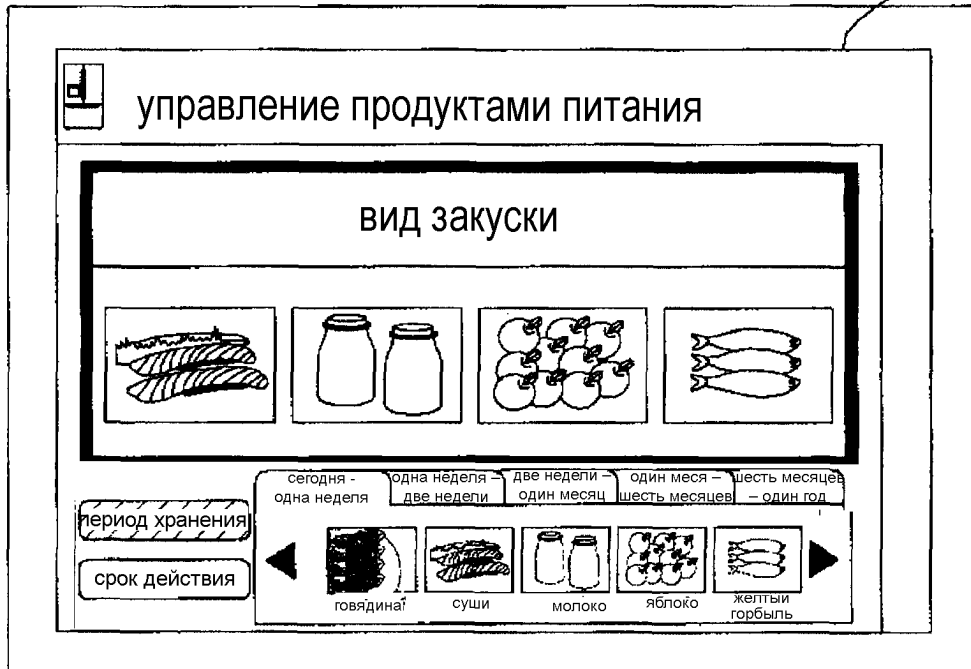 управление продуктами питания
вид закуски
сегодня -
одна неделя
одна неделя –
две недели
две недели –
один месяц
один меся –
шесть месяцев
шесть месяцев
– один год
период хранения
срок действия
говядина
суши
молоко
яблоко
желтый
горбыль